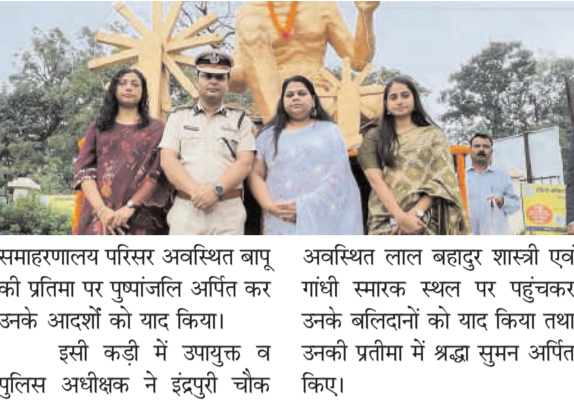 समाहरणालय परिसर अवस्थित बापू
की प्रतिमा पर पुष्पांजलि अर्पित कर
उनके आदर्शों को याद किया।
इसी कड़ी में उपायुक्त व
पुलिस अधीक्षक ने इंद्रपुरी चौक
अवस्थित लाल बहादुर शास्त्री एवं
गांधी स्मारक स्थल पर पहुंचकर
उनके बलिदानों को याद किया तथा
उनकी प्रतीमा में श्रद्धा सुमन अर्पित
किए।